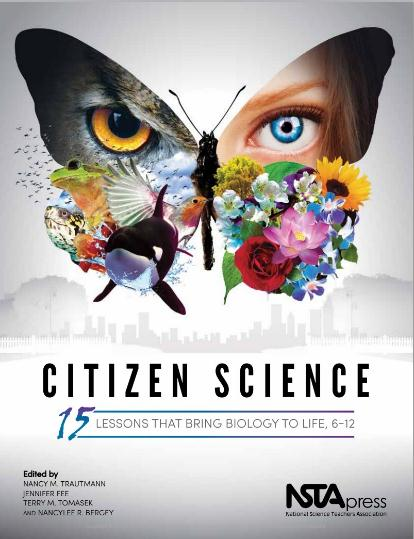 CITIZEN SCIENCE
15 LESSONS THAT BRING BIOLOGY TO LIFE, 6–12
Edited by
NANCY M. TRAUTMANN
JENNIFER FEE
TERRY M. TOMASEK
AND NANCYLEE R. BERGEY
NSTApress
National Science Teachers Association